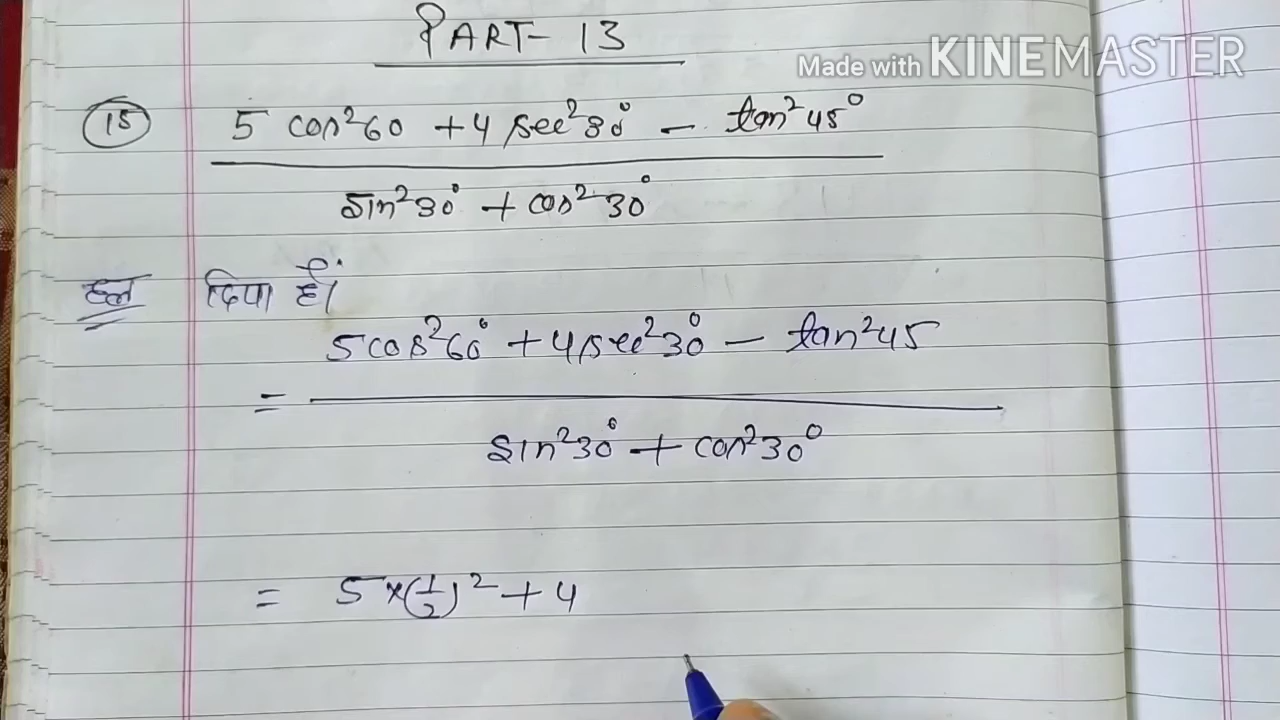 PART- 13
Made with KINEMASTER
(15) 5 cos²60 + 4 sec²30° - tan²45°
sin²30° + cos²30°
हल दिया है।
5cos²60° + 4sec²30° - tan²45
=
sin²30° + cos²30°
= 5×(1/2)² + 4